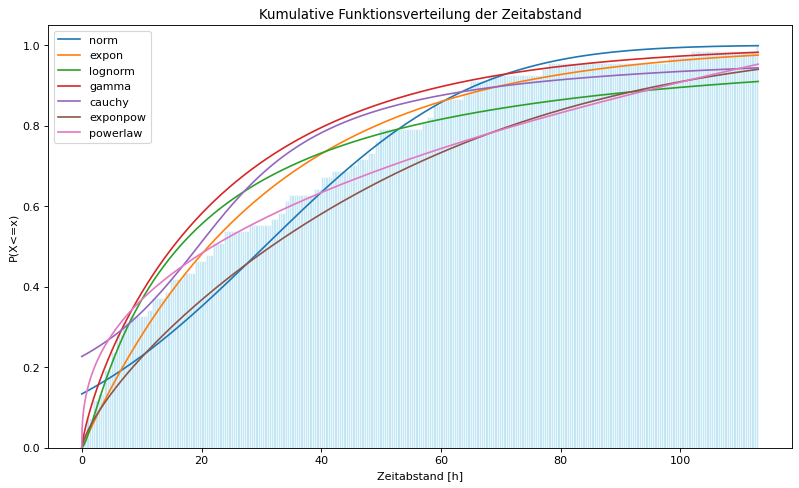 Kumulative Funktionsverteilung der Zeitabstand
norm
expon
lognorm
gamma
cauchy
exponpow
powerlaw
P(X<=x)
1.0
0.8
0.6
0.4
0.2
0.0
0 20 40 60 80 100
Zeitabstand [h]